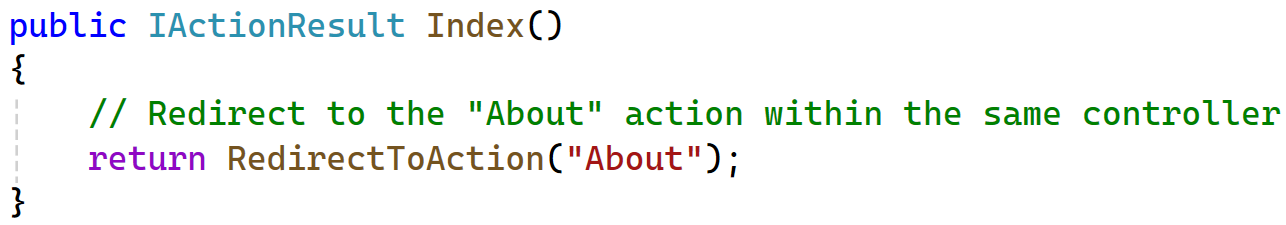 public IActionResult Index()
{
    // Redirect to the "About" action within the same controller
    return RedirectToAction("About");
}